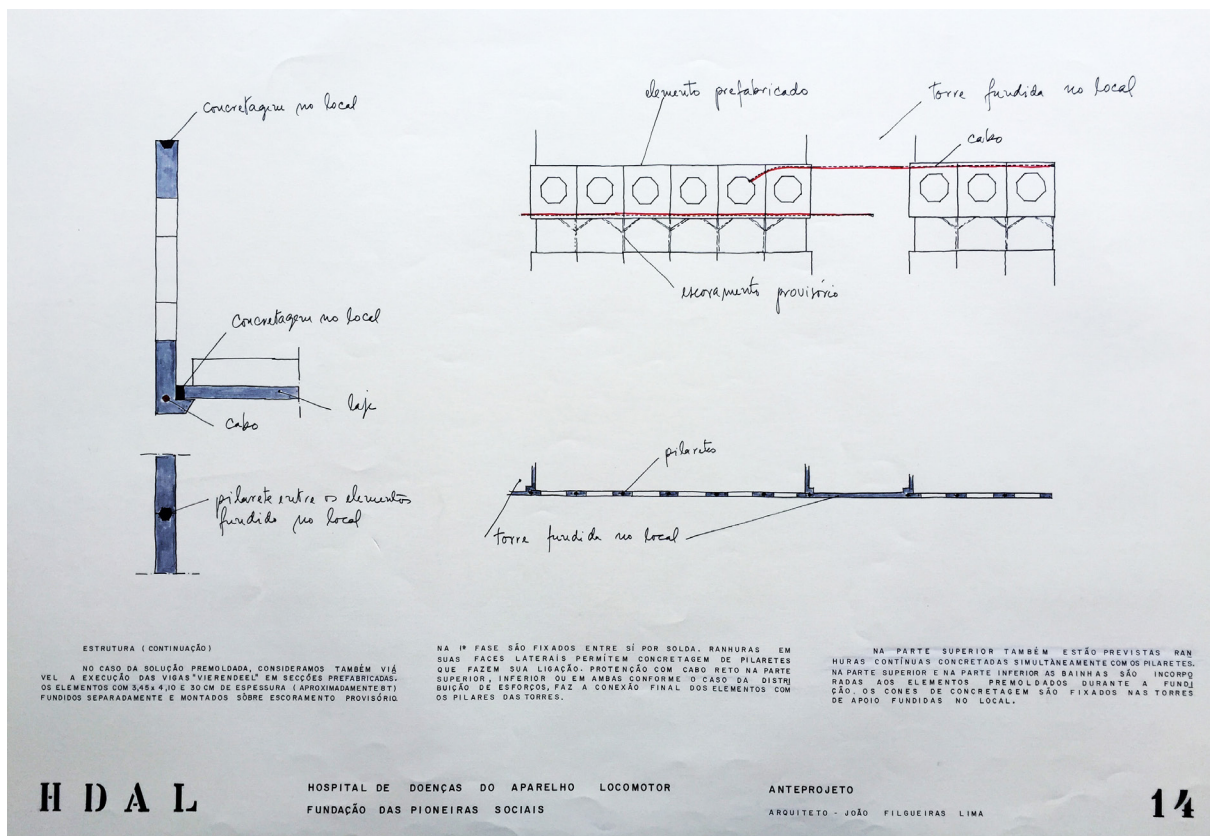 concretagem no local
elemento prefabricado
torre fundida no local
cabo
escoramento provisório
concretagem no local
laje
cabo
pilaretes
pilarete entre os elementos
fundido no local
torre fundida no local
ESTRUTURA (CONTINUAÇÃO)
NO CASO DA SOLUÇÃO PREMOLDADA, CONSIDERAMOS TAMBÉM VIÁ
VEL A EXECUÇÃO DAS VIGAS "VIERENDEEL" EM SECÇÕES PREFABRICADAS.
OS ELEMENTOS COM 3,45 x 4,10 E 30 CM DE ESPESSURA (APROXIMADAMENTE 8T)
FUNDIDOS SEPARADAMENTE E MONTADOS SÔBRE ESCORAMENTO PROVISÓRIO
NA 1ª FASE SÃO FIXADOS ENTRE SÍ POR SOLDA. RANHURAS EM
SUAS FACES LATERAIS PERMITEM CONCRETAGEM DE PILARETES
QUE FAZEM SUA LIGAÇÃO. PROTENÇÃO COM CABO RETO NA PARTE
SUPERIOR, INFERIOR OU EM AMBAS CONFORME O CASO DA DISTRI
BUIÇÃO DE ESFORÇOS, FAZ A CONEXÃO FINAL DOS ELEMENTOS COM
OS PILARES DAS TORRES.
NA PARTE SUPERIOR TAMBÉM ESTÃO PREVISTAS RAN
HURAS CONTÍNUAS CONCRETADAS SIMULTÂNEAMENTE COM OS PILARETES.
NA PARTE SUPERIOR E NA PARTE INFERIOR AS BAINHAS SÃO INCORPO
RADAS AOS ELEMENTOS PREMOLDADOS DURANTE A FUNDI
ÇÃO. OS CONES DE CONCRETAGEM SÃO FIXADOS NAS TORRES
DE APOIO FUNDIDAS NO LOCAL.
HDAL
HOSPITAL DE DOENÇAS DO APARELHO LOCOMOTOR
FUNDAÇÃO DAS PIONEIRAS SOCIAIS
ANTEPROJETO
ARQUITETO - JOÃO FILGUEIRAS LIMA
14